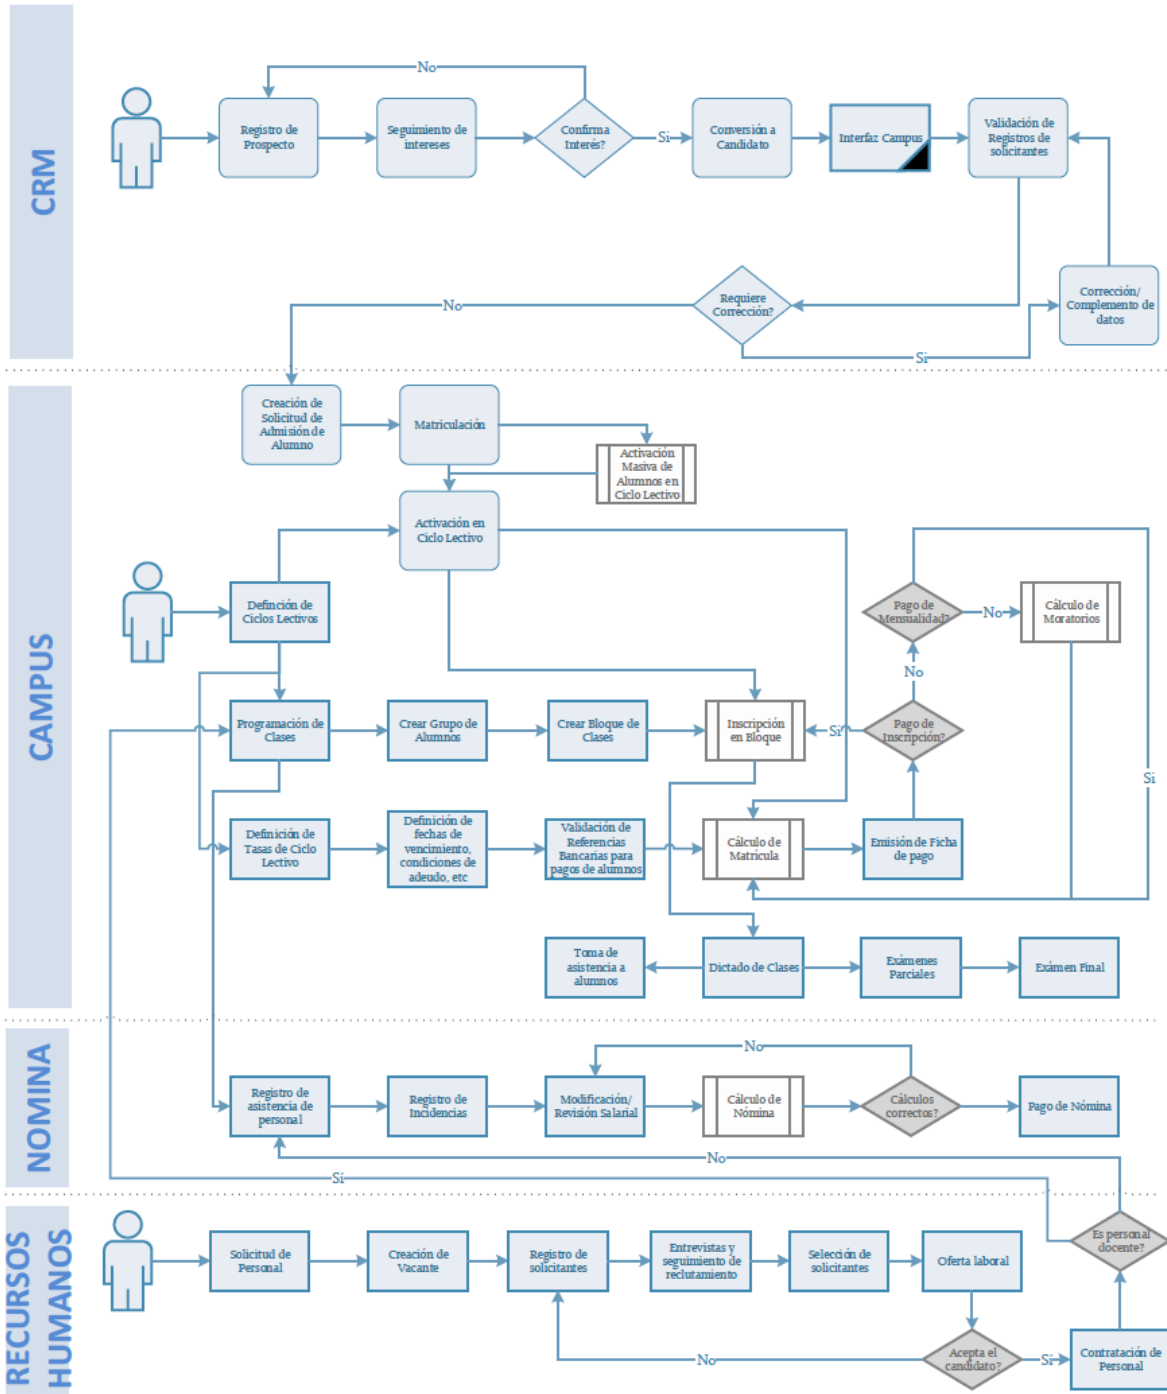 CRM
No
Registro de
Prospecto
Seguimiento de
intereses
Confirma
Interés?
Si
Conversión a
Candidato
Interfaz Campus
Validación de
Registros de
solicitantes
No
Requiere
Corrección?
Corrección/
Complemento de
datos
Si
CAMPUS
Creación de
Solicitud de
Admisión de
Alumno
Matriculación
Activación
Masiva de
Alumnos en
Ciclo Lectivo
Activación en
Ciclo Lectivo
Definción de
Ciclos Lectivos
Pago de
Mensualidad?
No
Cálculo de
Moratorios
No
Programación de
Clases
Crear Grupo de
Alumnos
Crear Bloque de
Clases
Inscripción
en Bloque
Si
Pago de
Inscripción?
Si
Definición de
Tasas de Ciclo
Lectivo
Definición de
fechas de
vencimiento,
condiciones de
adeudo, etc
Validación de
Referencias
Bancarias para
pagos de alumnos
Cálculo de
Matrícula
Emisión de Ficha
de pago
Toma de
asistencia a
alumnos
Dictado de Clases
Exámenes
Parciales
Exámen Final
NOMINA
No
Registro de
asistencia de
personal
Registro de
Incidencias
Modificación/
Revisión Salarial
Cálculo de
Nómina
Cálculos
correctos?
Pago de Nómina
No
Sí
RECURSOS
HUMANOS
Solicitud de
Personal
Creación de
Vacante
Registro de
solicitantes
Entrevistas y
seguimiento de
reclutamiento
Selección de
solicitantes
Oferta laboral
Es personal
docente?
No
Acepta el
candidato?
Sí
Contratación de
Personal